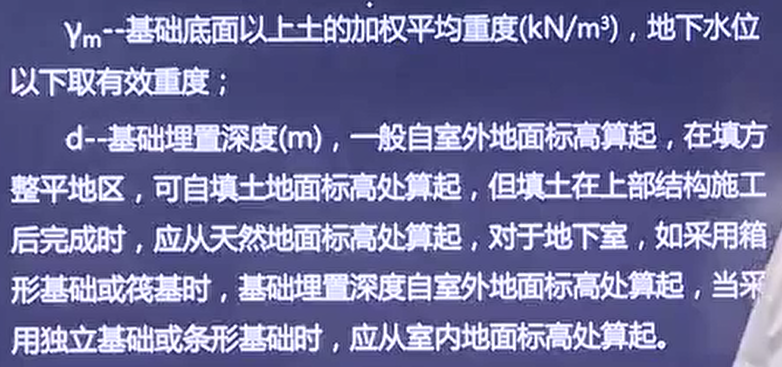 γm--基础底面以上土的加权平均重度(kN/m³)，地下水位
以下取有效重度；
d--基础埋置深度(m)，一般自室外地面标高算起，在填方
整平地区，可自填土地面标高处算起，但填土在上部结构施工
后完成时，应从天然地面标高处算起，对于地下室，如采用箱
形基础或筏基时，基础埋置深度自室外地面标高处算起，当采
用独立基础或条形基础时，应从室内地面标高处算起。